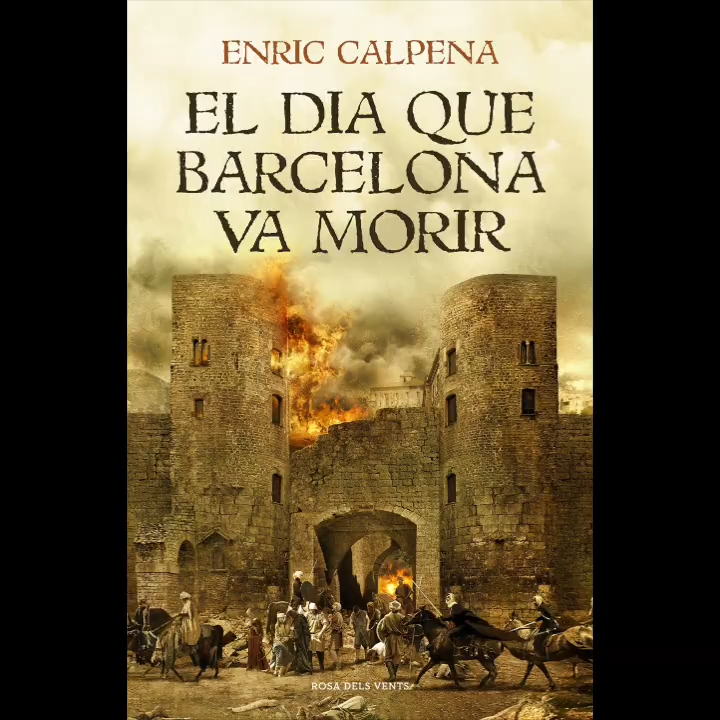 ENRIC CALPENA
EL DIA QUE
BARCELONA
VA MORIR
ROSA DELS VENTS